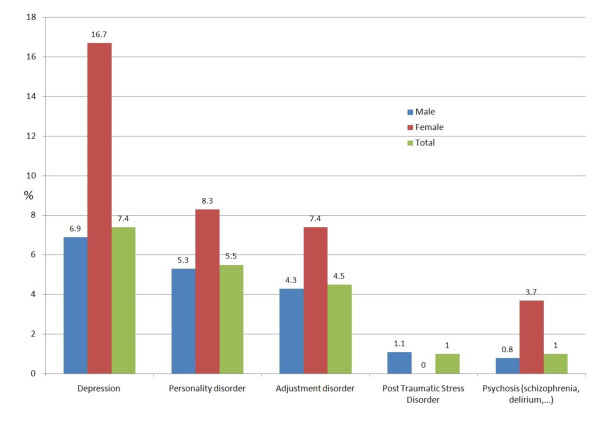 18
16
14
12
10
8
6
4
2
0
%
16.7
6.9
7.4
8.3
5.3
5.5
7.4
4.3
4.5
1.1
0
1
3.7
0.8
1
Male
Female
Total
Depression
Personality disorder
Adjustment disorder
Post Traumatic Stress
Disorder
Psychosis (schizophrenia,
delirium,...)